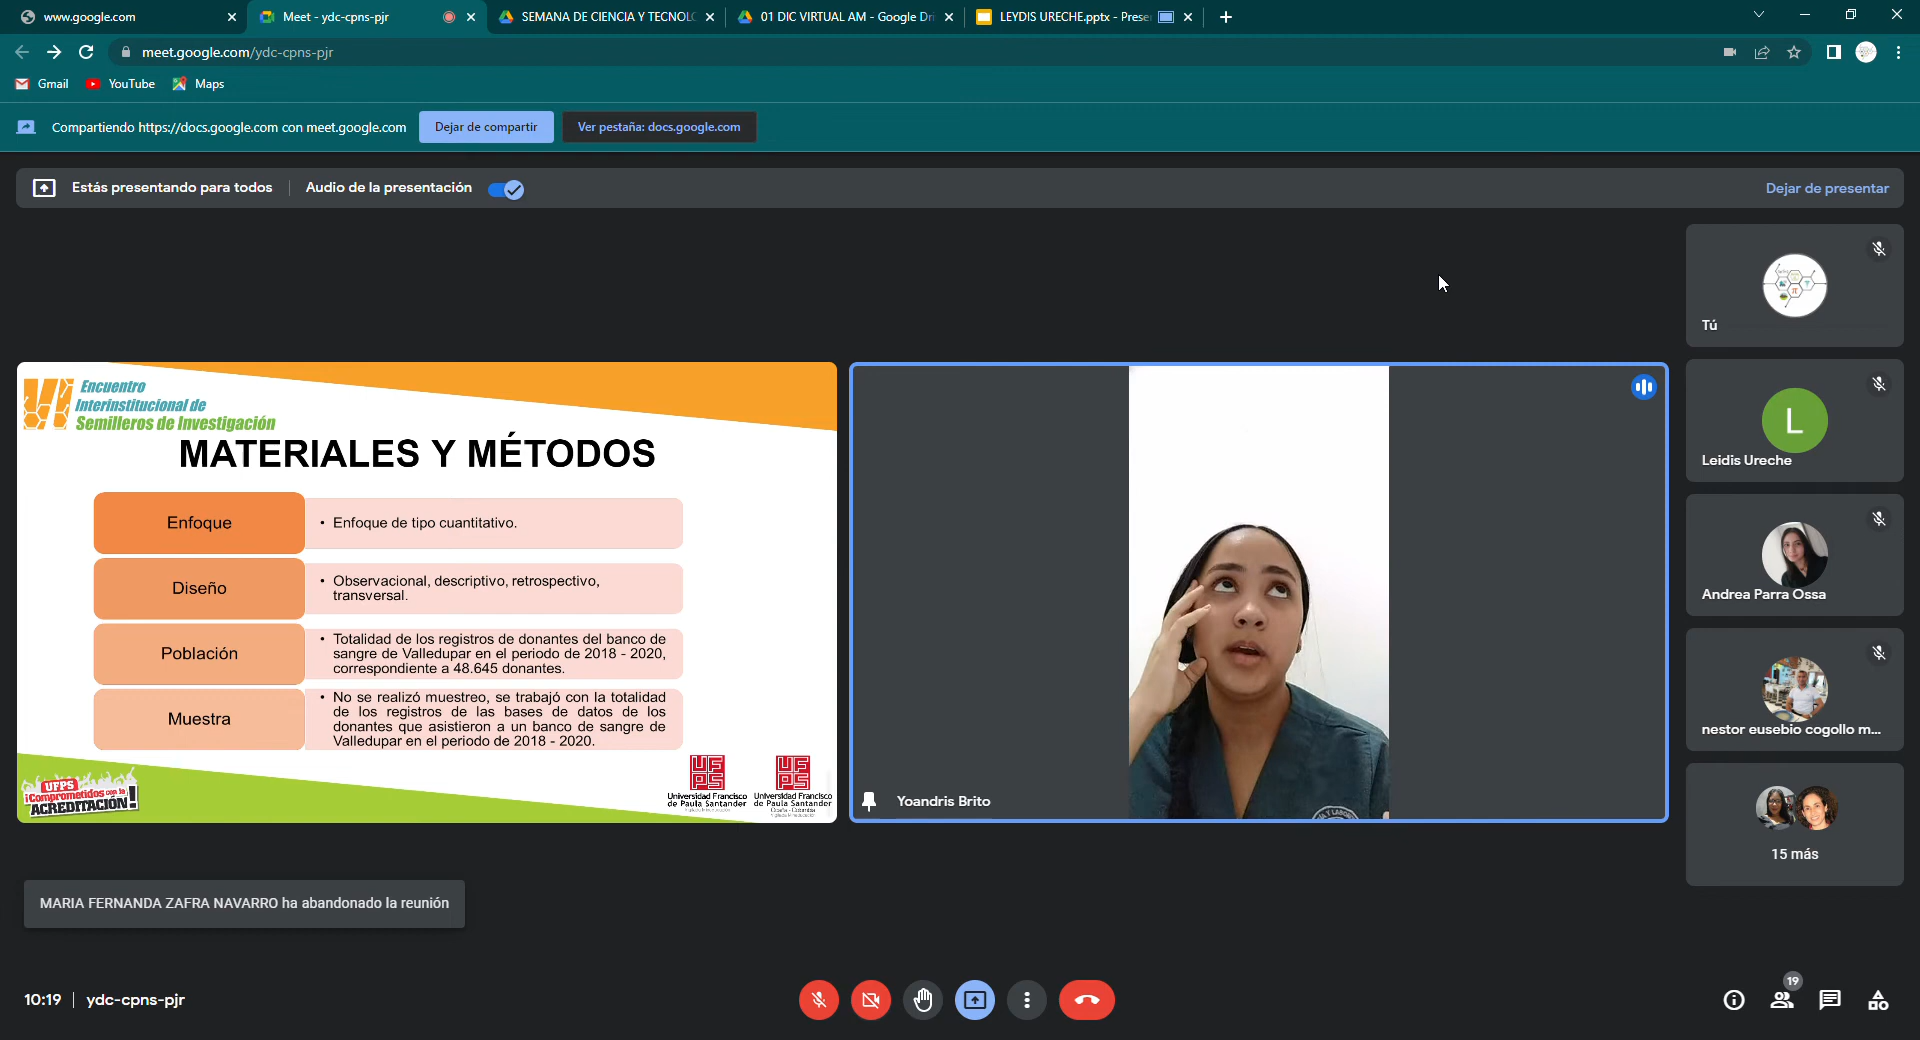 www.google.com
Meet - ydc-cpns-pjr
SEMANA DE CIENCIA Y TECNOLO
01 DIC VIRTUAL AM - Google Dri
LEYDIS URECHE.pptx - Prese
meet.google.com/ydc-cpns-pjr
Gmail
YouTube
Maps
Compartiendo https://docs.google.com con meet.google.com
Dejar de compartir
Ver pestaña: docs.google.com
Estás presentando para todos
Audio de la presentación
Dejar de presentar
Encuentro
Interinstitucional de
Semilleros de Investigación
MATERIALES Y MÉTODOS
Enfoque
• Enfoque de tipo cuantitativo.
Diseño
• Observacional, descriptivo, retrospectivo,
transversal.
Población
• Totalidad de los registros de donantes del banco de
sangre de Valledupar en el periodo de 2018 - 2020,
correspondiente a 48.645 donantes.
Muestra
• No se realizó muestreo, se trabajó con la totalidad
de los registros de las bases de datos de los
donantes que asistieron a un banco de sangre de
Valledupar en el periodo de 2018 - 2020.
UFPS
¡Comprometidos con la
ACREDITACIÓN!
UFPS
Universidad Francisco
de Paula Santander
UFPS
Universidad Francisco
de Paula Santander
Ocaña - Colombia
Yoandris Brito
Tú
L
Leidis Ureche
Andrea Parra Ossa
nestor eusebio cogollo m...
15 más
MARIA FERNANDA ZAFRA NAVARRO ha abandonado la reunión
10:19
ydc-cpns-pjr
19